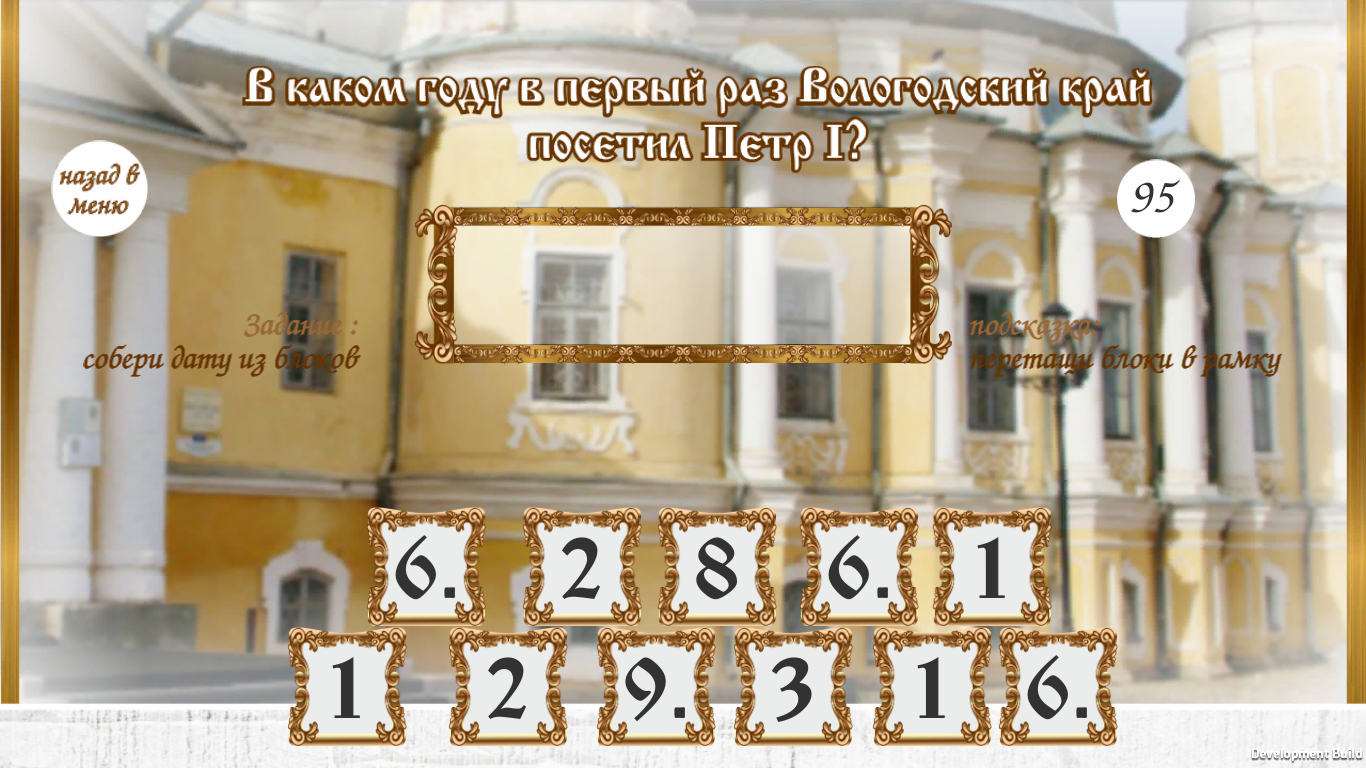 В каком году в первый раз Вологодский край
посетил Петр I?
назад в
меню
95
Задание :
собери дату из блоков
подсказка:
перетащи блоки в рамку
6. 2 8 6. 1
1 2 9. 3 1 6.
Development Build